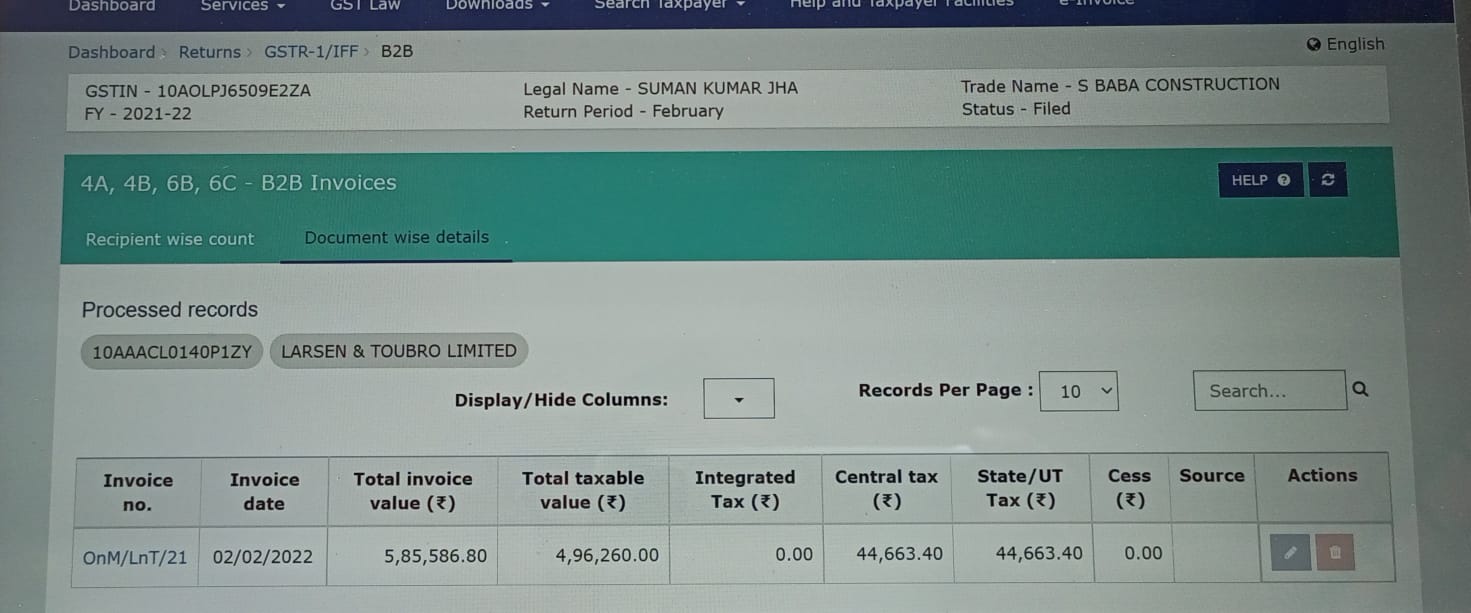 Dashboard Services GST Law Downloads Search Taxpayer Help and Taxpayer Facilities e-Invoice
Dashboard > Returns > GSTR-1/IFF > B2B
English
GSTIN - 10AOLPJ6509E2ZA Legal Name - SUMAN KUMAR JHA Trade Name - S BABA CONSTRUCTION
FY - 2021-22 Return Period - February Status - Filed
4A, 4B, 6B, 6C - B2B Invoices
HELP ?
Recipient wise count Document wise details
Processed records
10AAACL0140P1ZY LARSEN & TOUBRO LIMITED
Display/Hide Columns: Records Per Page : 10 Search...
Invoice no. Invoice date Total invoice value (₹) Total taxable value (₹) Integrated Tax (₹) Central tax (₹) State/UT Tax (₹) Cess (₹) Source Actions
OnM/LnT/21 02/02/2022 5,85,586.80 4,96,260.00 0.00 44,663.40 44,663.40 0.00